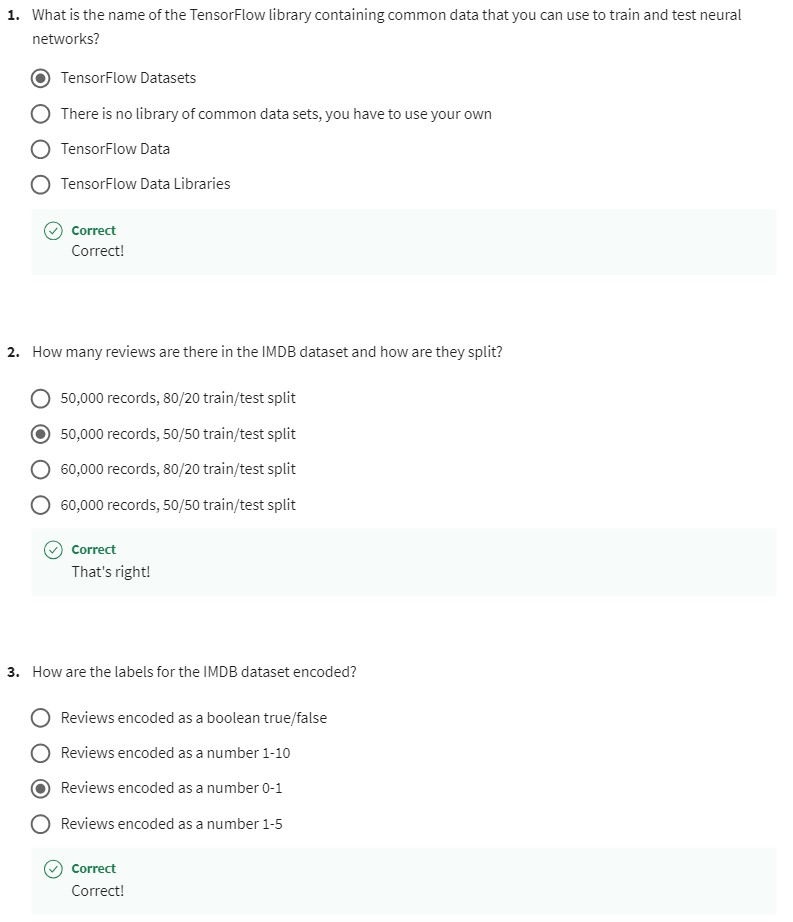 1. What is the name of the TensorFlow library containing common data that you can use to train and test neural
networks?
TensorFlow Datasets
There is no library of common data sets, you have to use your own
TensorFlow Data
TensorFlow Data Libraries
Correct
Correct!
2. How many reviews are there in the IMDB dataset and how are they split?
50,000 records, 80/20 train/test split
50,000 records, 50/50 train/test split
60,000 records, 80/20 train/test split
60,000 records, 50/50 train/test split
Correct
That's right!
3. How are the labels for the IMDB dataset encoded?
Reviews encoded as a boolean true/false
Reviews encoded as a number 1-10
Reviews encoded as a number 0-1
Reviews encoded as a number 1-5
Correct
Correct!